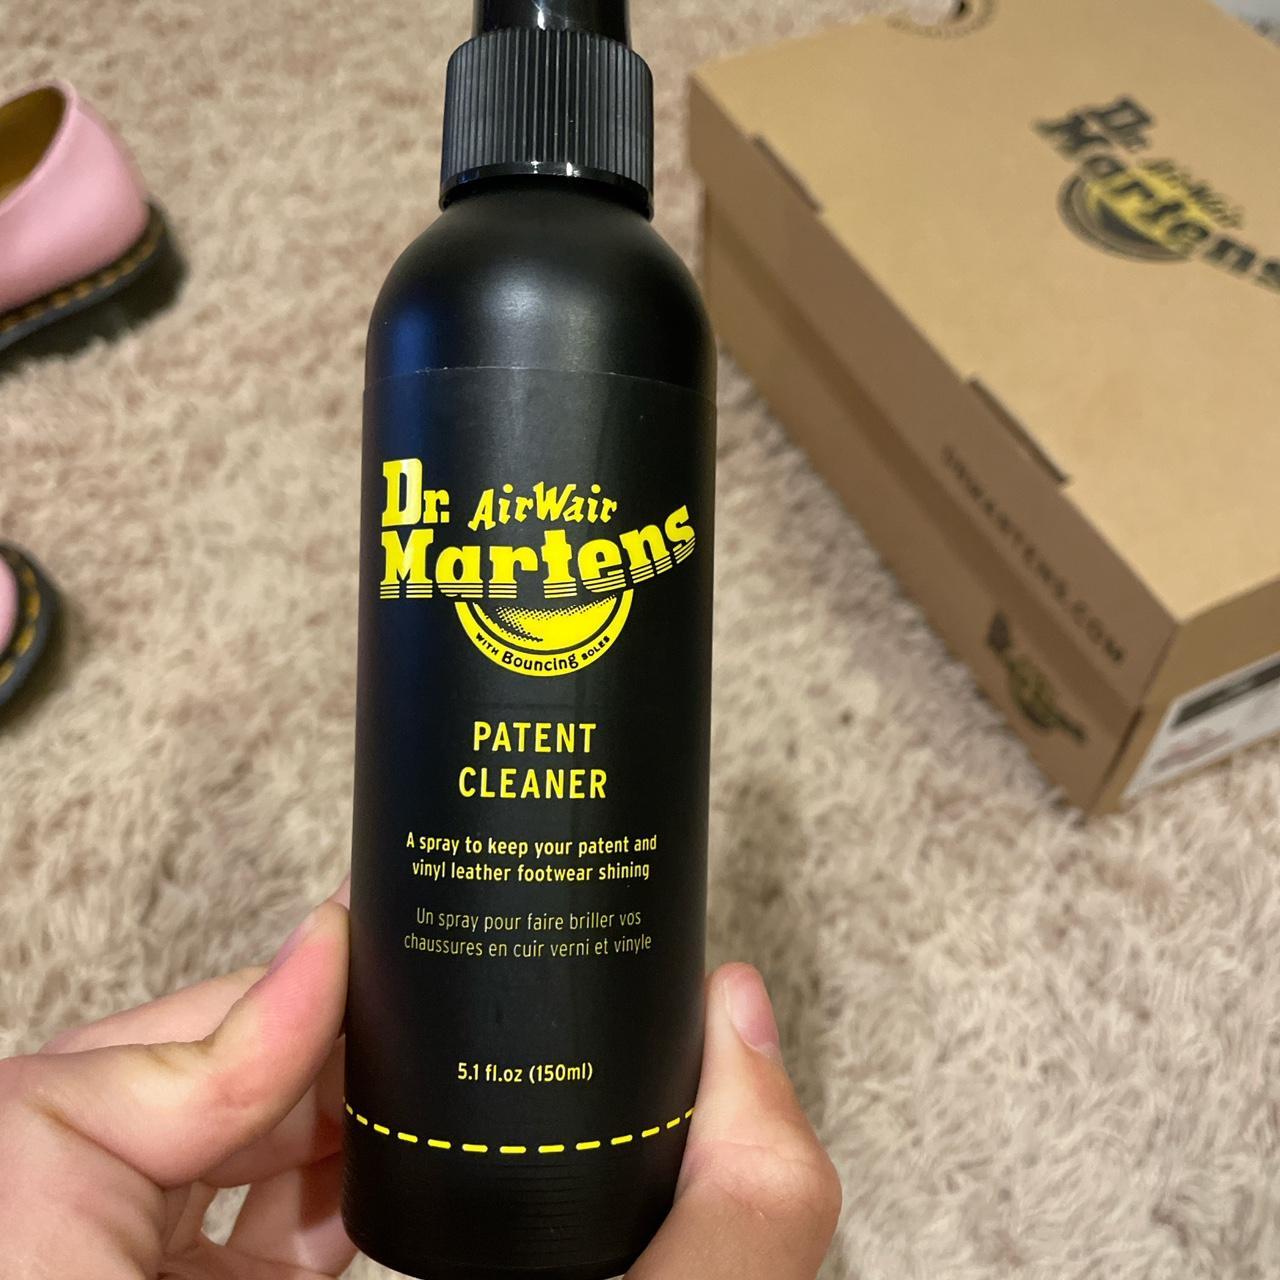 Dr. AirWair
Martens
WITH Bouncing SOLES
PATENT
CLEANER
A spray to keep your patent and
vinyl leather footwear shining
Un spray pour faire briller vos
chaussures en cuir verni et vinyle
5.1 fl.oz (150ml)
Dr. AirWair
Martens
DRMARTENS.COM